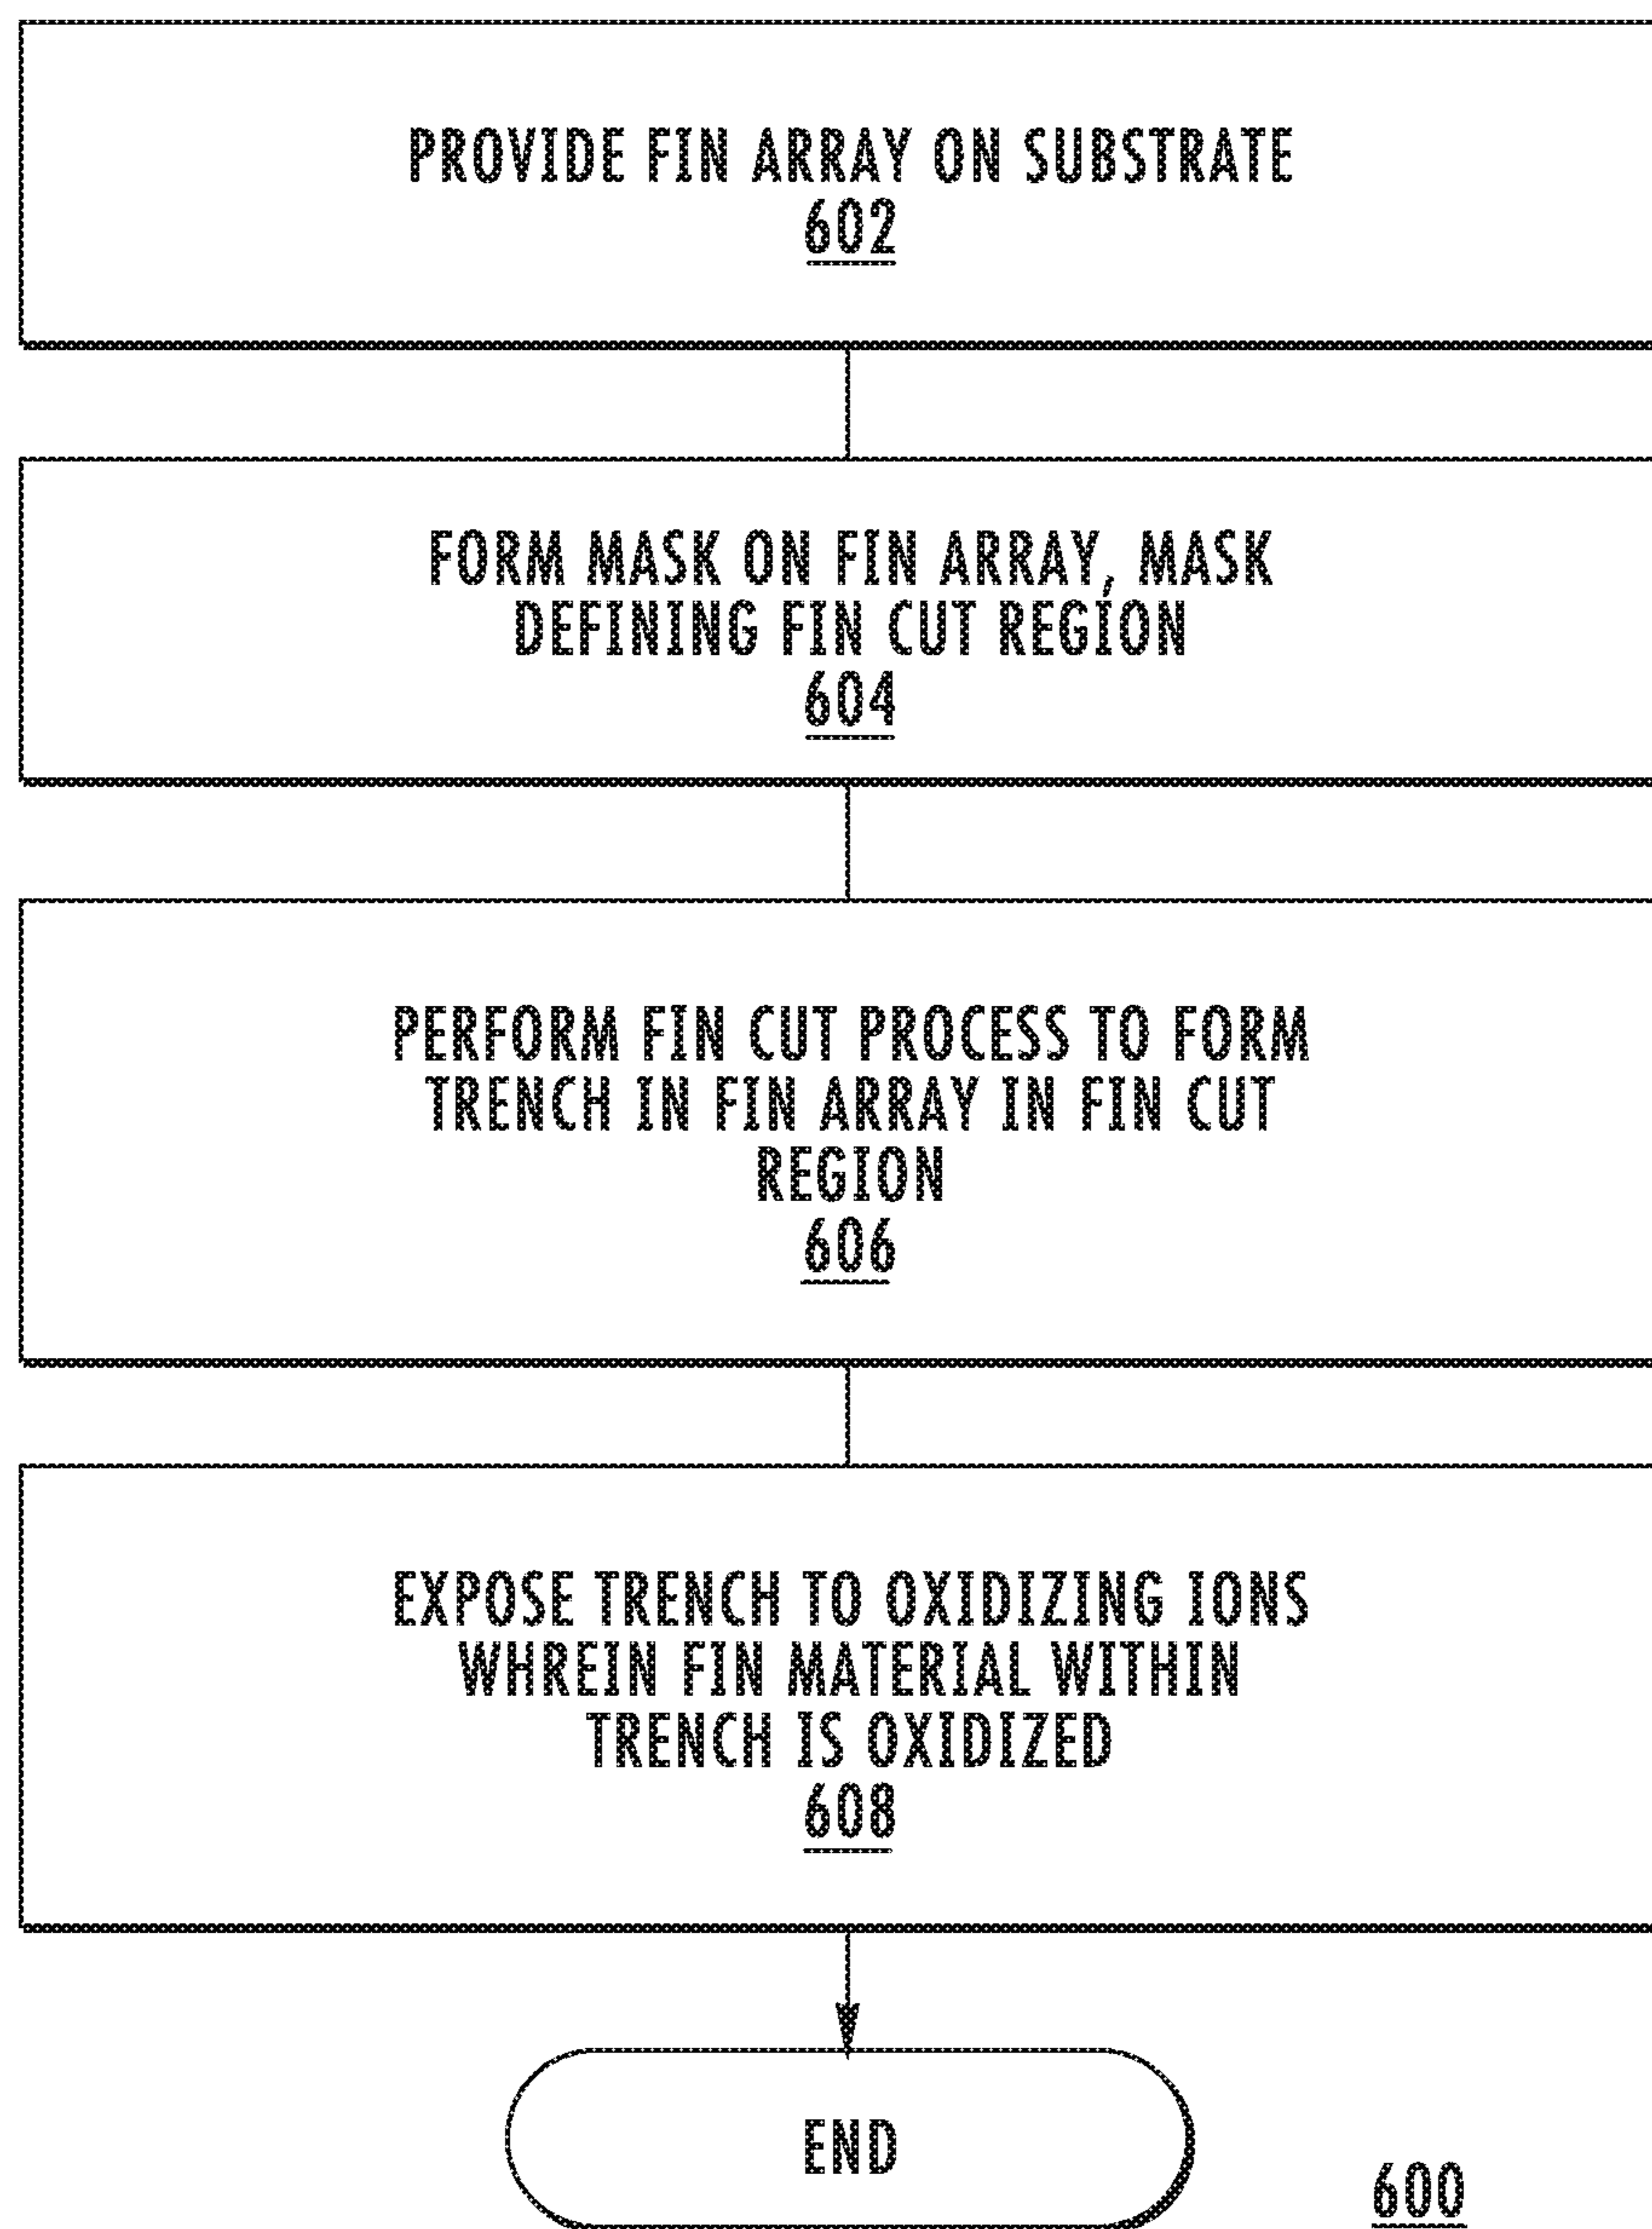 PROVIDE FIN ARRAY ON SUBSTRATE
602
FORM MASK ON FIN ARRAY, MASK
DEFINING FIN CUT REGION
604
PERFORM FIN CUT PROCESS TO FORM
TRENCH IN FIN ARRAY IN FIN CUT
REGION
606
EXPOSE TRENCH TO OXIDIZING IONS
WHREIN FIN MATERIAL WITHIN
TRENCH IS OXIDIZED
608
END
600